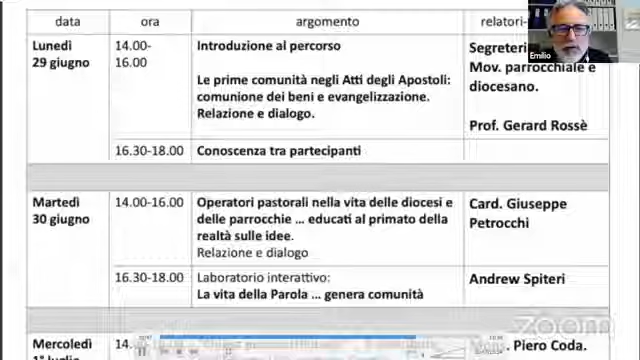 data ora argomento relatori-
Lunedì 29 giugno
14.00-16.00
Introduzione al percorso
Le prime comunità negli Atti degli Apostoli:
comunione dei beni e evangelizzazione.
Relazione e dialogo.
Mov. parrocchiale e
diocesano.
Prof. Gerard Rossè
16.30-18.00 Conoscenza tra partecipanti
Martedì
30 giugno
14.00-16.00
Operatori pastorali nella vita delle diocesi e
delle parrocchie ... educati al primato della
realtà sulle idee.
Relazione e dialogo
Card. Giuseppe
Petrocchi
16.30-18.00
Laboratorio interattivo:
La vita della Parola ... genera comunità
Andrew Spiteri
Mercoledì
1° luglio
Piero Coda.
Emilio
zoom